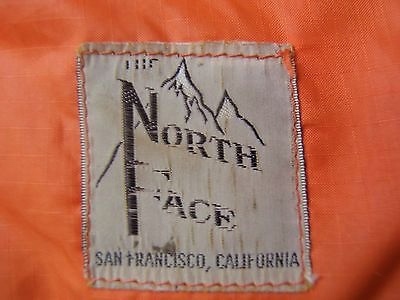 THE
NORTH
FACE
SAN FRANCISCO, CALIFORNIA